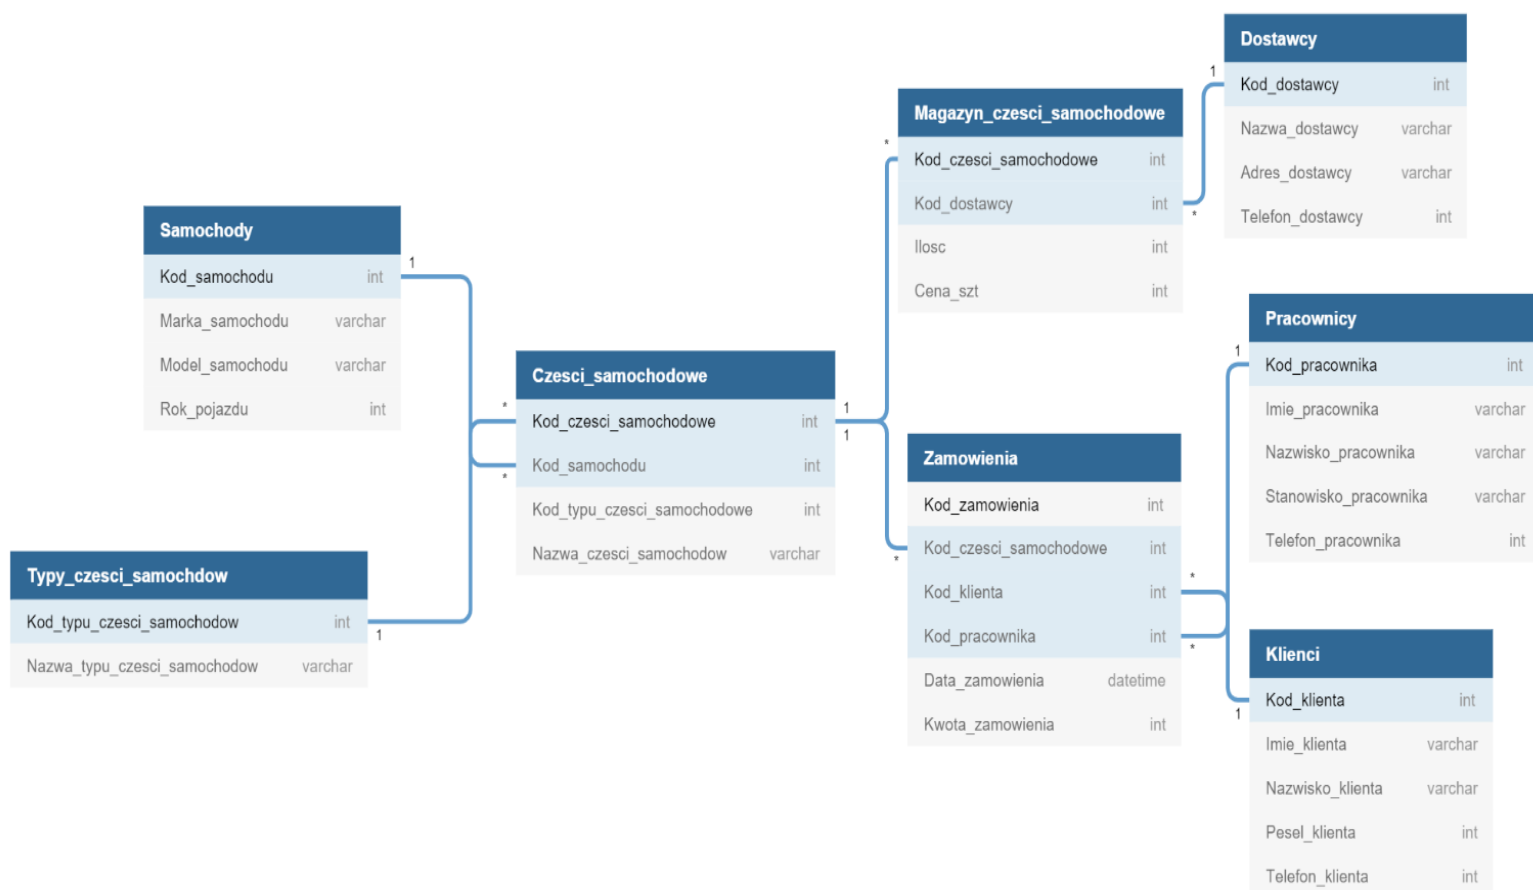 Samochody
Kod_samochodu int
Marka_samochodu varchar
Model_samochodu varchar
Rok_pojazdu int
1
Typy_czesci_samochdow
Kod_typu_czesci_samochodow int
Nazwa_typu_czesci_samochodow varchar
1
Czesci_samochodowe
* Kod_czesci_samochodowe int 1
* Kod_samochodu int 1
Kod_typu_czesci_samochodowe int
Nazwa_czesci_samochodow varchar
Magazyn_czesci_samochodowe
* Kod_czesci_samochodowe int
Kod_dostawcy int *
Ilosc int
Cena_szt int
Zamowienia
Kod_zamowienia int
* Kod_czesci_samochodowe int
Kod_klienta int *
Kod_pracownika int *
Data_zamowienia datetime
Kwota_zamowienia int
Dostawcy
1 Kod_dostawcy int
Nazwa_dostawcy varchar
Adres_dostawcy varchar
Telefon_dostawcy int
Pracownicy
1 Kod_pracownika int
Imie_pracownika varchar
Nazwisko_pracownika varchar
Stanowisko_pracownika varchar
Telefon_pracownika int
Klienci
1 Kod_klienta int
Imie_klienta varchar
Nazwisko_klienta varchar
Pesel_klienta int
Telefon_klienta int